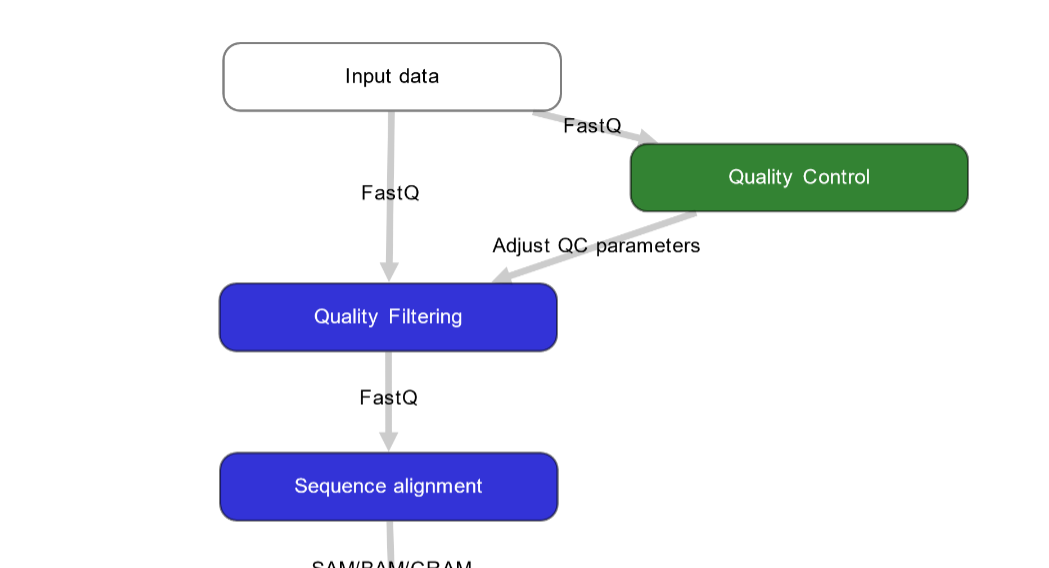 Input data
FastQ
Quality Control
FastQ
Adjust QC parameters
Quality Filtering
FastQ
Sequence alignment
SAM/BAM/CRAM